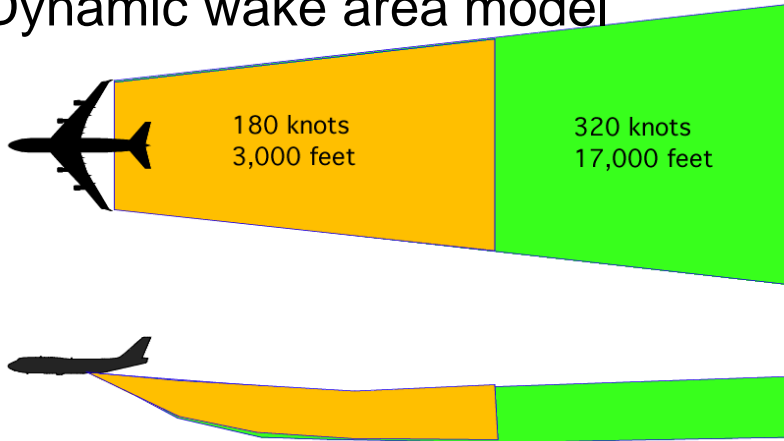 Dynamic wake area model
180 knots
3,000 feet
320 knots
17,000 feet